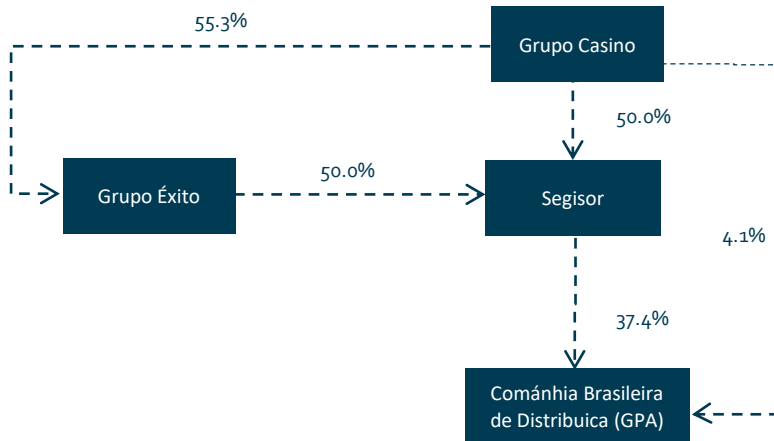 55.3%
Grupo Casino
50.0%
Grupo Éxito
50.0%
Segisor
4.1%
37.4%
Cománhia Brasileira
de Distribuica (GPA)